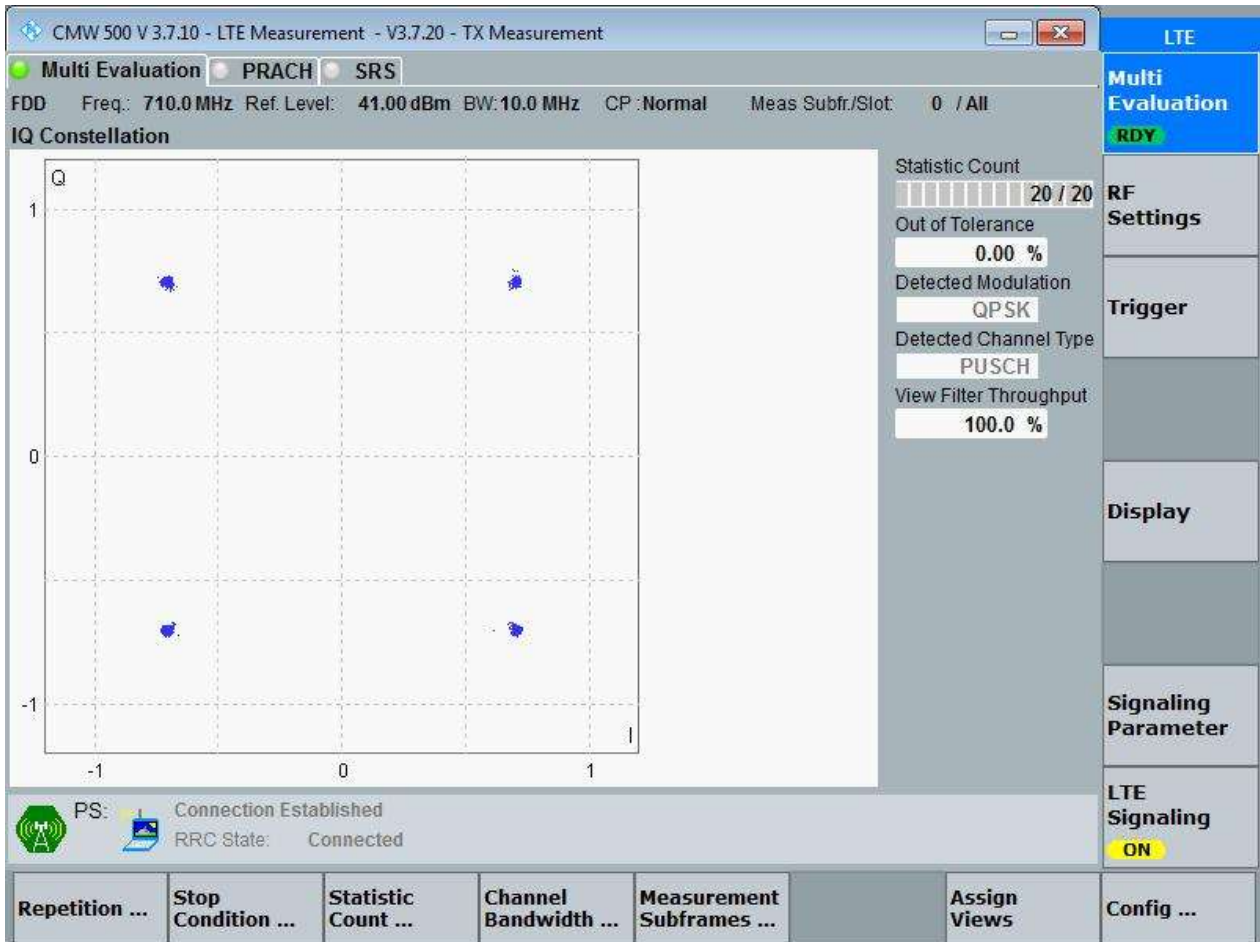 CMW 500 V 3.7.10 - LTE Measurement - V3.7.20 - TX Measurement
LTE
Multi Evaluation PRACH SRS
FDD Freq.: 710.0 MHz Ref. Level: 41.00 dBm BW: 10.0 MHz CP : Normal Meas Subfr./Slot: 0 / All
IQ Constellation
Q
1
0
-1
I
-1 0 1
Statistic Count
20 / 20
Out of Tolerance
0.00 %
Detected Modulation
QPSK
Detected Channel Type
PUSCH
View Filter Throughput
100.0 %
Multi
Evaluation
RDY
RF
Settings
Trigger
Display
Signaling
Parameter
LTE
Signaling
ON
PS: Connection Established
RRC State: Connected
Repetition ...
Stop
Condition ...
Statistic
Count ...
Channel
Bandwidth ...
Measurement
Subframes ...
Assign
Views
Config ...